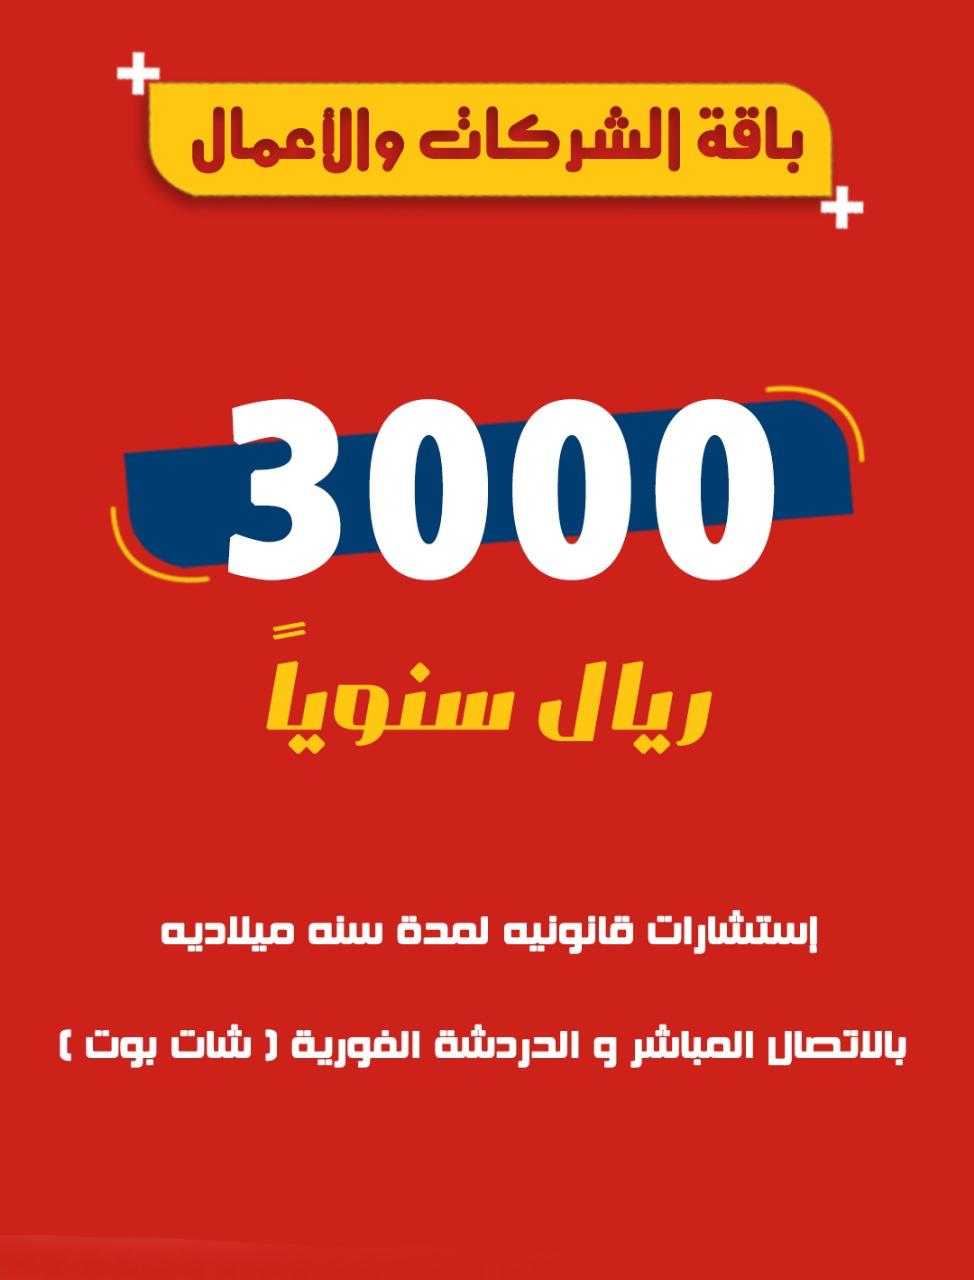 باقة الشركات والأعمال
3000
ريال سنوياً
إستشارات قانونيه لمدة سنه ميلاديه
بالاتصال المباشر و الدردشة الفورية ( شات بوت )